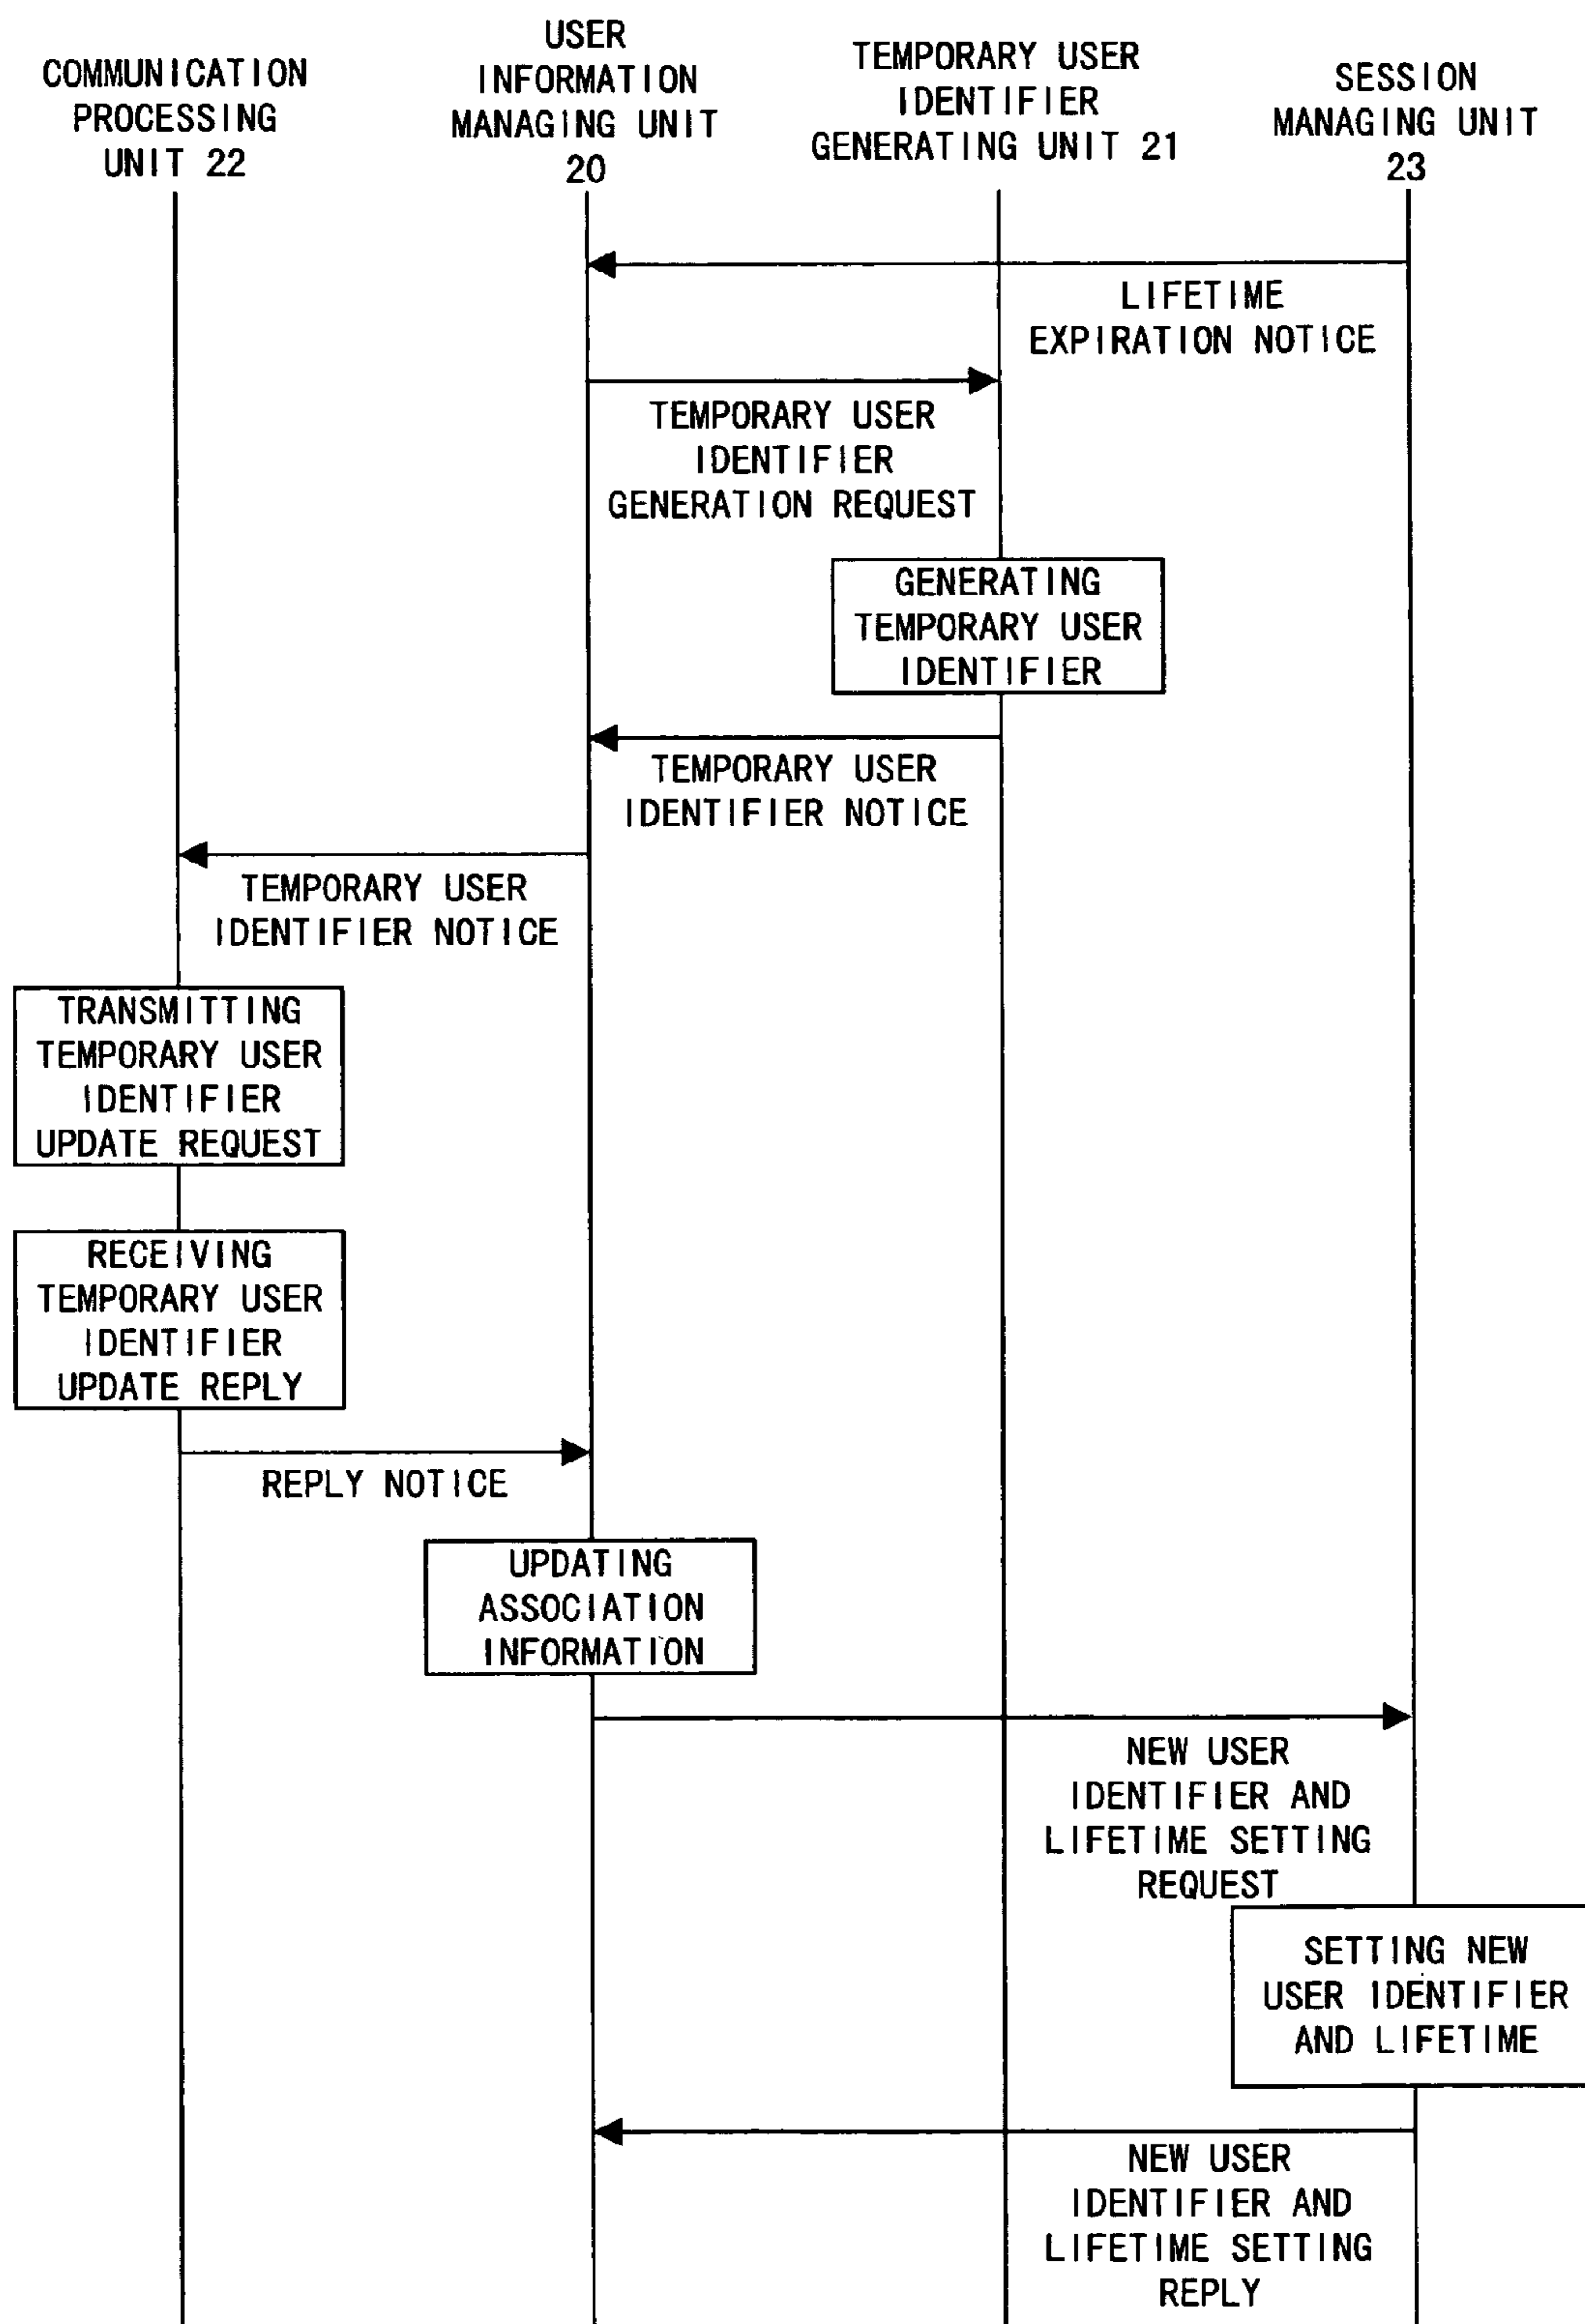 COMMUNICATION
PROCESSING
UNIT 22
USER
INFORMATION
MANAGING UNIT
20
TEMPORARY USER
IDENTIFIER
GENERATING UNIT 21
SESSION
MANAGING UNIT
23
LIFETIME
EXPIRATION NOTICE
TEMPORARY USER
IDENTIFIER
GENERATION REQUEST
GENERATING
TEMPORARY USER
IDENTIFIER
TEMPORARY USER
IDENTIFIER NOTICE
TEMPORARY USER
IDENTIFIER NOTICE
TRANSMITTING
TEMPORARY USER
IDENTIFIER
UPDATE REQUEST
RECEIVING
TEMPORARY USER
IDENTIFIER
UPDATE REPLY
REPLY NOTICE
UPDATING
ASSOCIATION
INFORMATION
NEW USER
IDENTIFIER AND
LIFETIME SETTING
REQUEST
SETTING NEW
USER IDENTIFIER
AND LIFETIME
NEW USER
IDENTIFIER AND
LIFETIME SETTING
REPLY